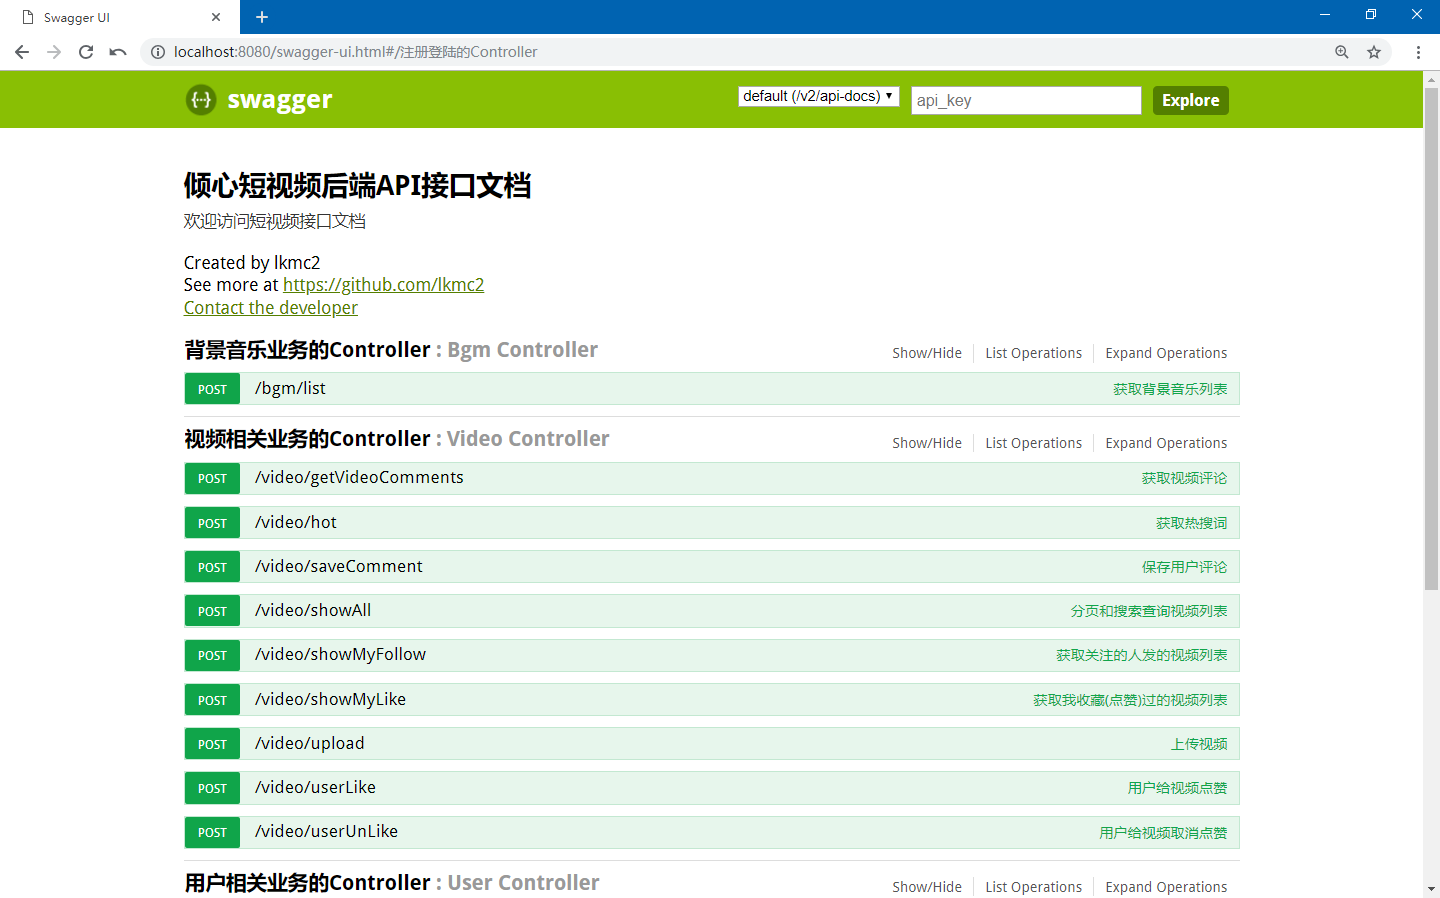 Swagger UI
localhost:8080/swagger-ui.html#/注册登陆的Controller
swagger
default (/v2/api-docs)
api_key
Explore
倾心短视频后端API接口文档
欢迎访问短视频接口文档
Created by lkmc2
See more at https://github.com/lkmc2
Contact the developer
背景音乐业务的Controller : Bgm Controller
Show/Hide List Operations Expand Operations
POST /bgm/list 获取背景音乐列表
视频相关业务的Controller : Video Controller
Show/Hide List Operations Expand Operations
POST /video/getVideoComments 获取视频评论
POST /video/hot 获取热搜词
POST /video/saveComment 保存用户评论
POST /video/showAll 分页和搜索查询视频列表
POST /video/showMyFollow 获取关注的人发的视频列表
POST /video/showMyLike 获取我收藏(点赞)过的视频列表
POST /video/upload 上传视频
POST /video/userLike 用户给视频点赞
POST /video/userUnLike 用户给视频取消点赞
用户相关业务的Controller : User Controller
Show/Hide List Operations Expand Operations